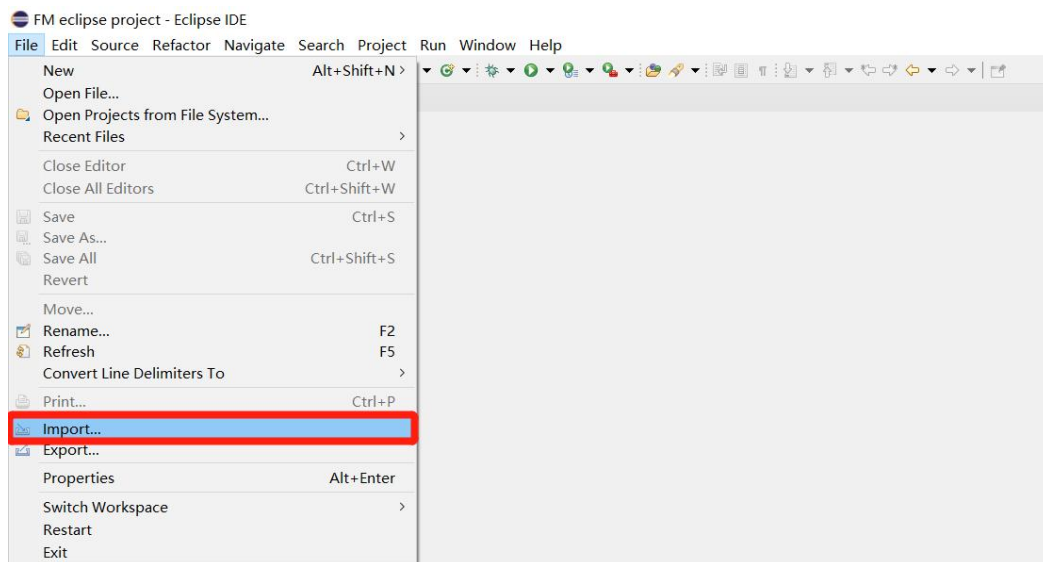 FM eclipse project - Eclipse IDE
File Edit Source Refactor Navigate Search Project Run Window Help
New Alt+Shift+N >
Open File...
Open Projects from File System...
Recent Files >
Close Editor Ctrl+W
Close All Editors Ctrl+Shift+W
Save Ctrl+S
Save As...
Save All Ctrl+Shift+S
Revert
Move...
Rename... F2
Refresh F5
Convert Line Delimiters To >
Print... Ctrl+P
Import...
Export...
Properties Alt+Enter
Switch Workspace >
Restart
Exit